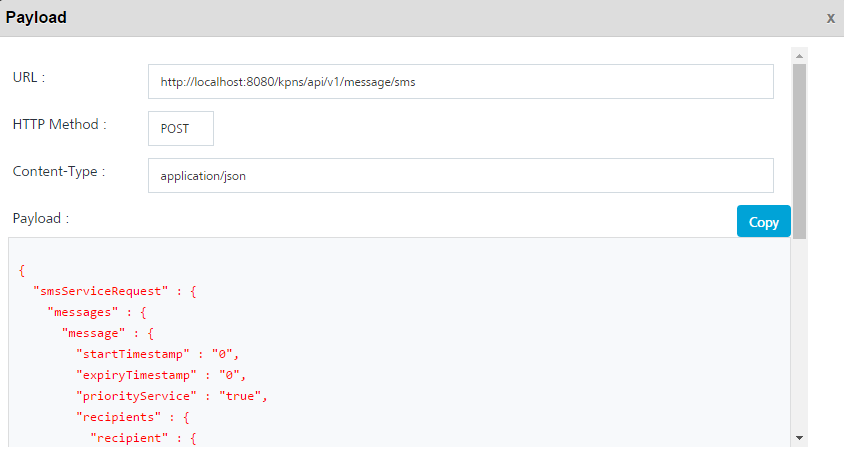 Payload x
URL : http://localhost:8080/kpns/api/v1/message/sms
HTTP Method : POST
Content-Type : application/json
Payload : Copy
{
"smsServiceRequest" : {
"messages" : {
"message" : {
"startTimestamp" : "0",
"expiryTimestamp" : "0",
"priorityService" : "true",
"recipients" : {
"recipient" : {